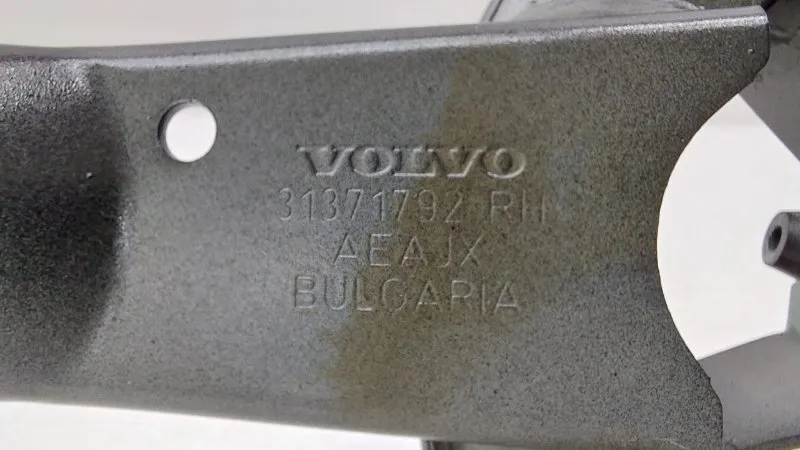 VOLVO
31371792 RH
AEAJX
BULGARIA